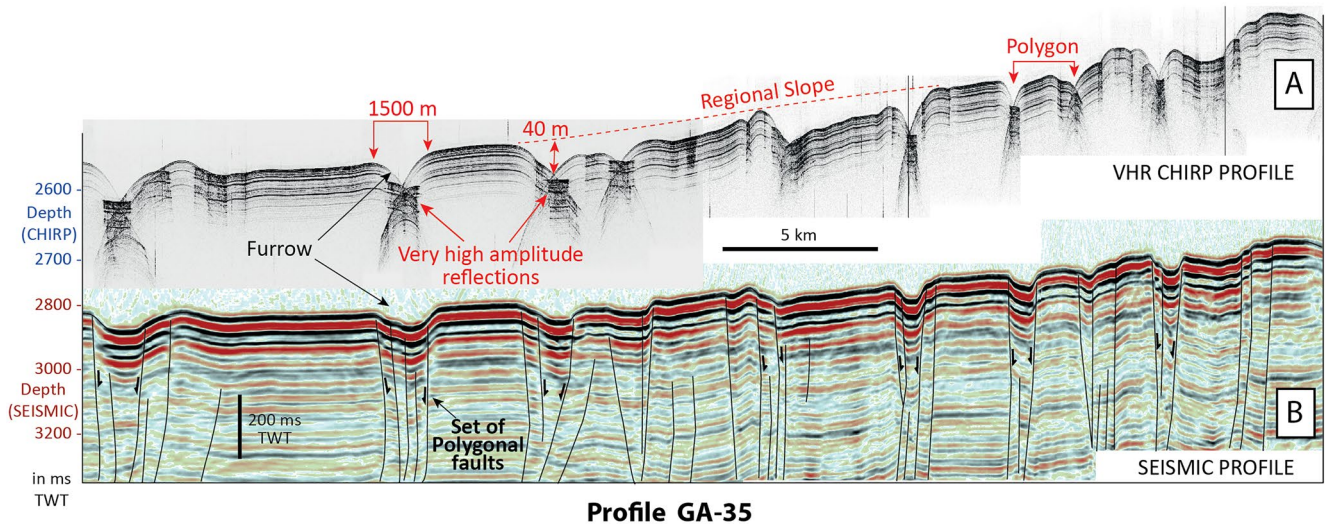 Polygon
A
Regional Slope
1500 m
40 m
VHR CHIRP PROFILE
2600
Depth
(CHIRP)
2700
Furrow
Very high amplitude
reflections
5 km
2800
3000
Depth
(SEISMIC)
3200
200 ms
TWT
Set of
Polygonal
faults
B
SEISMIC PROFILE
in ms
TWT
Profile GA-35